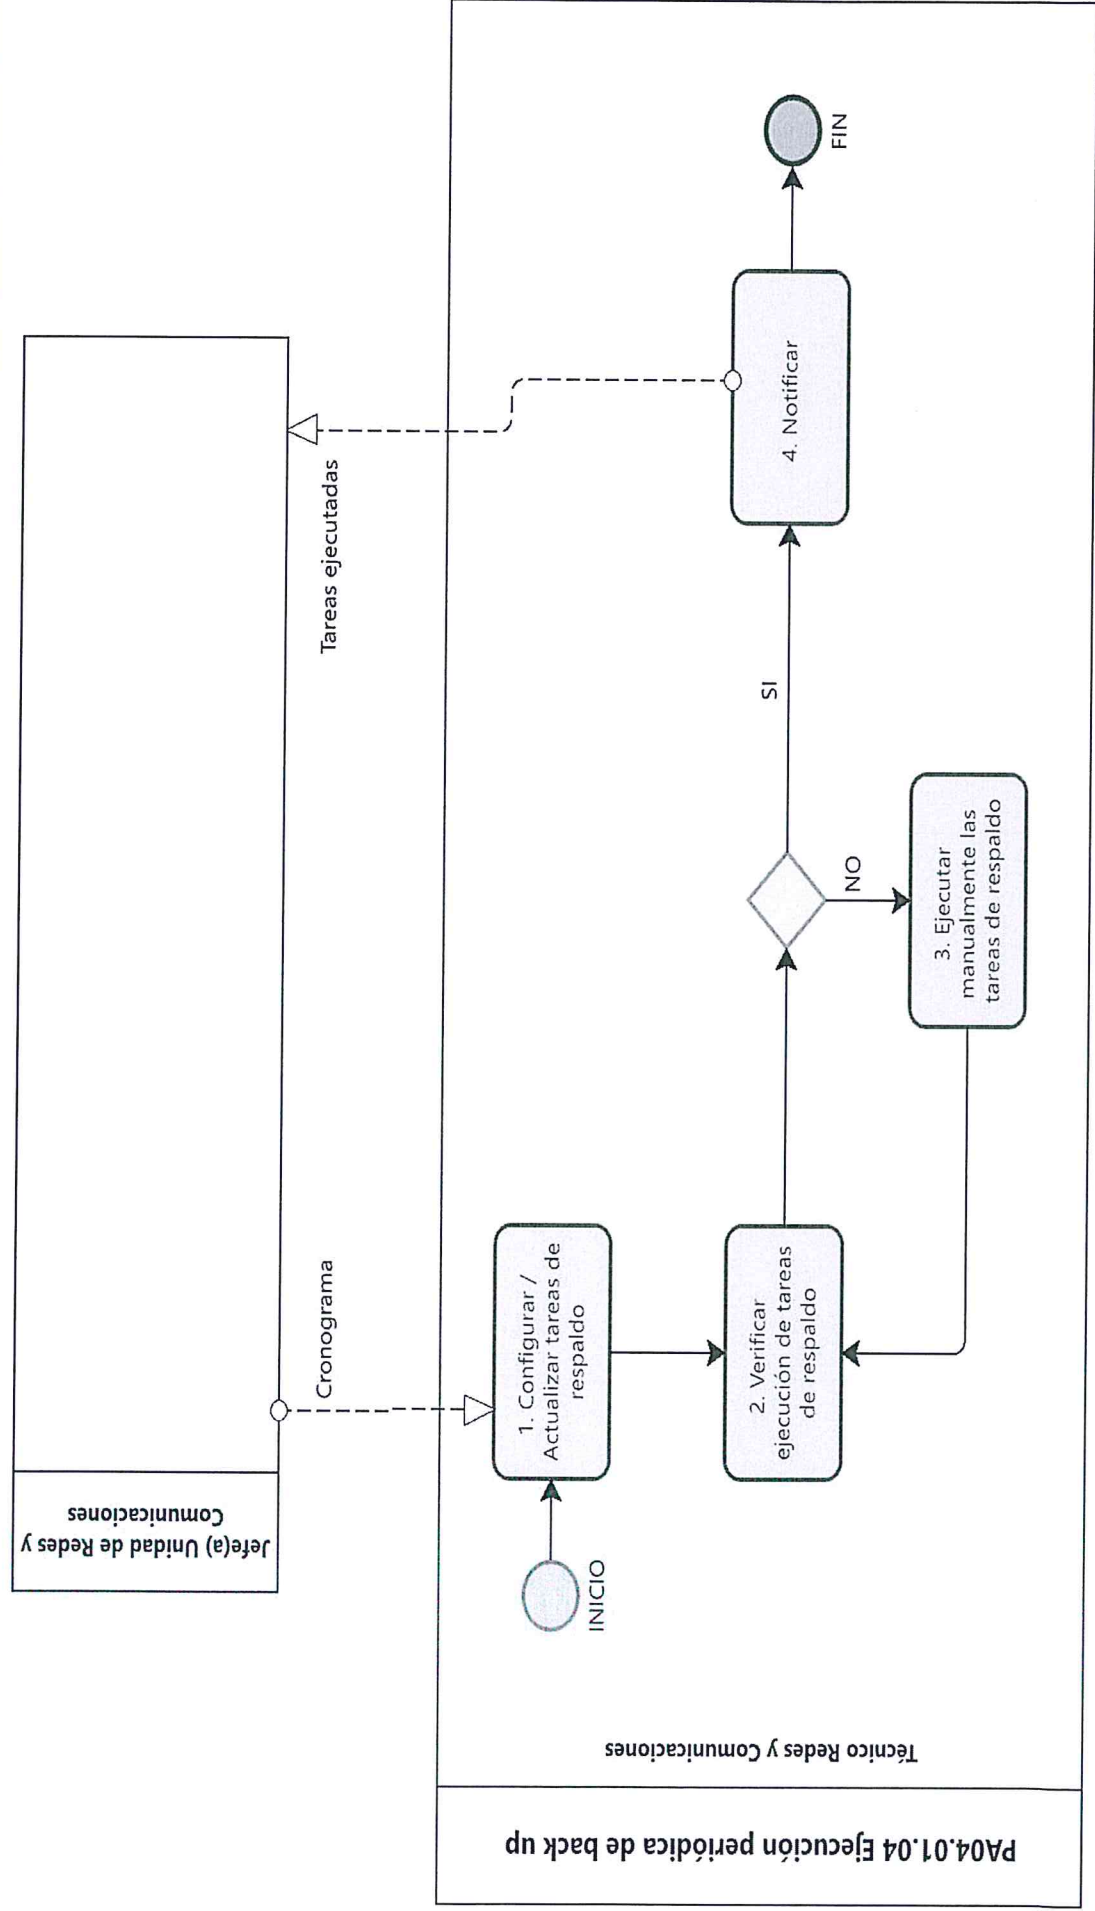 Jefe(a) Unidad de Redes y
Comunicaciones
Cronograma
Tareas ejecutadas
PA04.01.04 Ejecución periódica de back up
Técnico Redes y Comunicaciones
INICIO
1. Configurar /
Actualizar tareas de
respaldo
2. Verificar
ejecución de tareas
de respaldo
NO
3. Ejecutar
manualmente las
tareas de respaldo
SI
4. Notificar
FIN